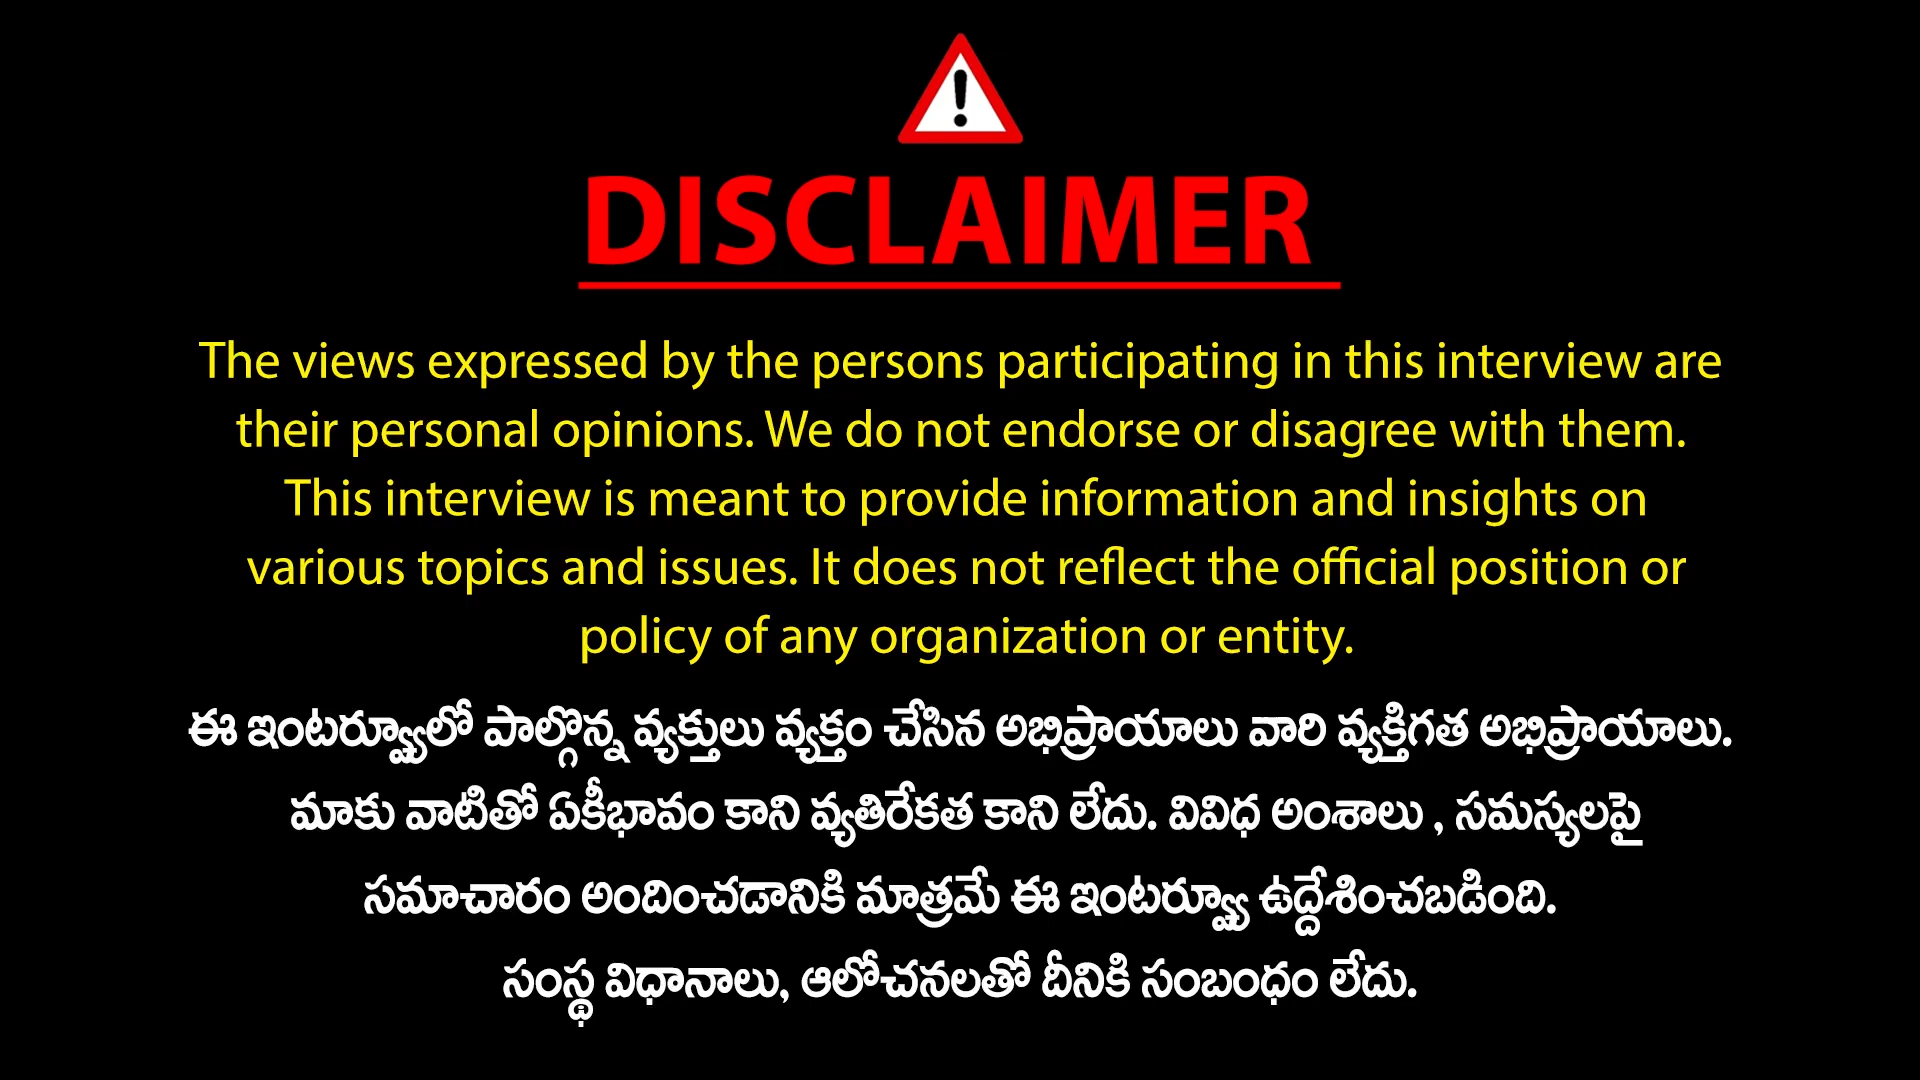 DISCLAIMER
The views expressed by the persons participating in this interview are
their personal opinions. We do not endorse or disagree with them.
This interview is meant to provide information and insights on
various topics and issues. It does not reflect the official position or
policy of any organization or entity.
ఈ ఇంటర్వ్యూలో పాల్గొన్న వ్యక్తులు వ్యక్తం చేసిన అభిప్రాయాలు వారి వ్యక్తిగత అభిప్రాయాలు.
మాకు వాటితో ఏకీభావం కాని వ్యతిరేకత కాని లేదు. వివిధ అంశాలు , సమస్యలపై
సమాచారం అందించడానికి మాత్రమే ఈ ఇంటర్వ్యూ ఉద్దేశించబడింది.
సంస్థ విధానాలు, ఆలోచనలతో దీనికి సంబంధం లేదు.